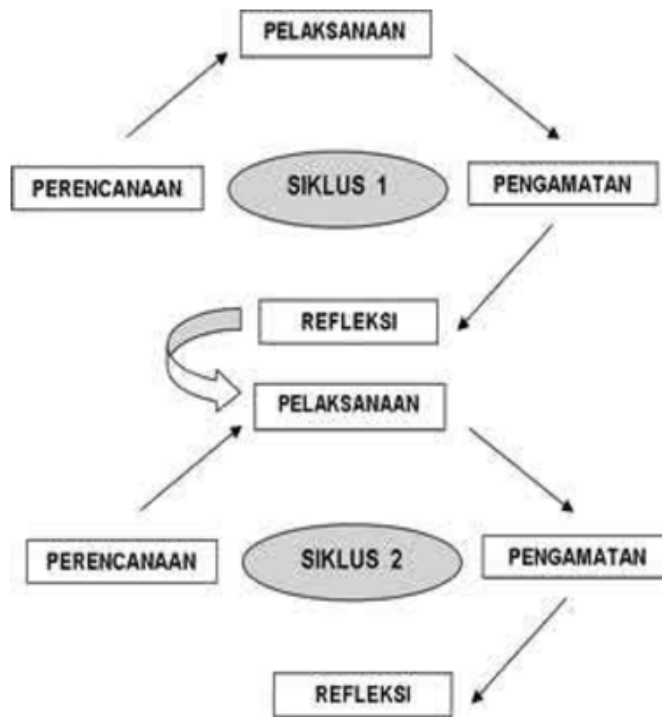 PELAKSANAAN
PERENCANAAN
SIKLUS 1
PENGAMATAN
REFLEKSI
PELAKSANAAN
PERENCANAAN
SIKLUS 2
PENGAMATAN
REFLEKSI